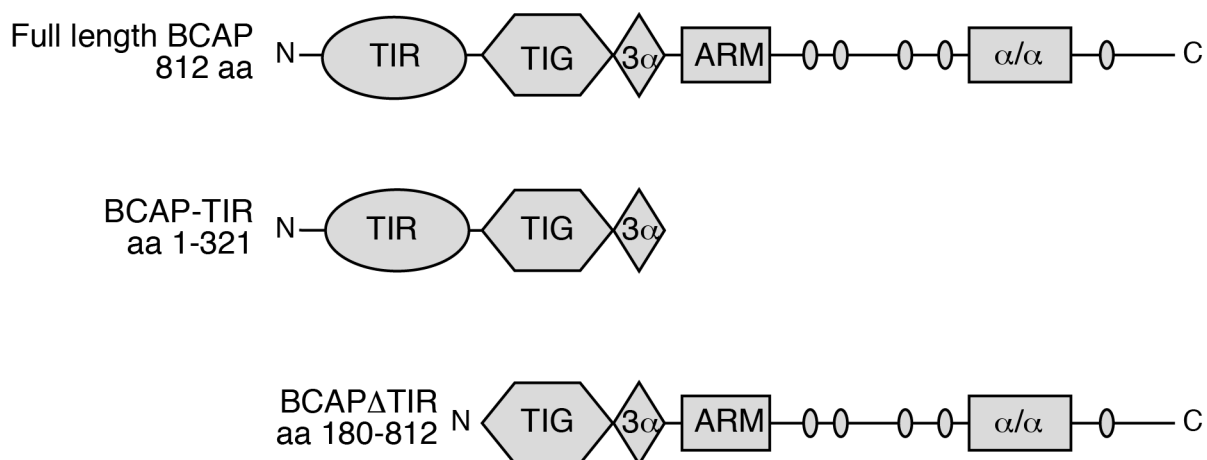 Full length BCAP
812 aa
N TIR TIG 3α ARM α/α C
BCAP-TIR
aa 1-321
N TIR TIG 3α
BCAPΔTIR
aa 180-812
N TIG 3α ARM α/α C